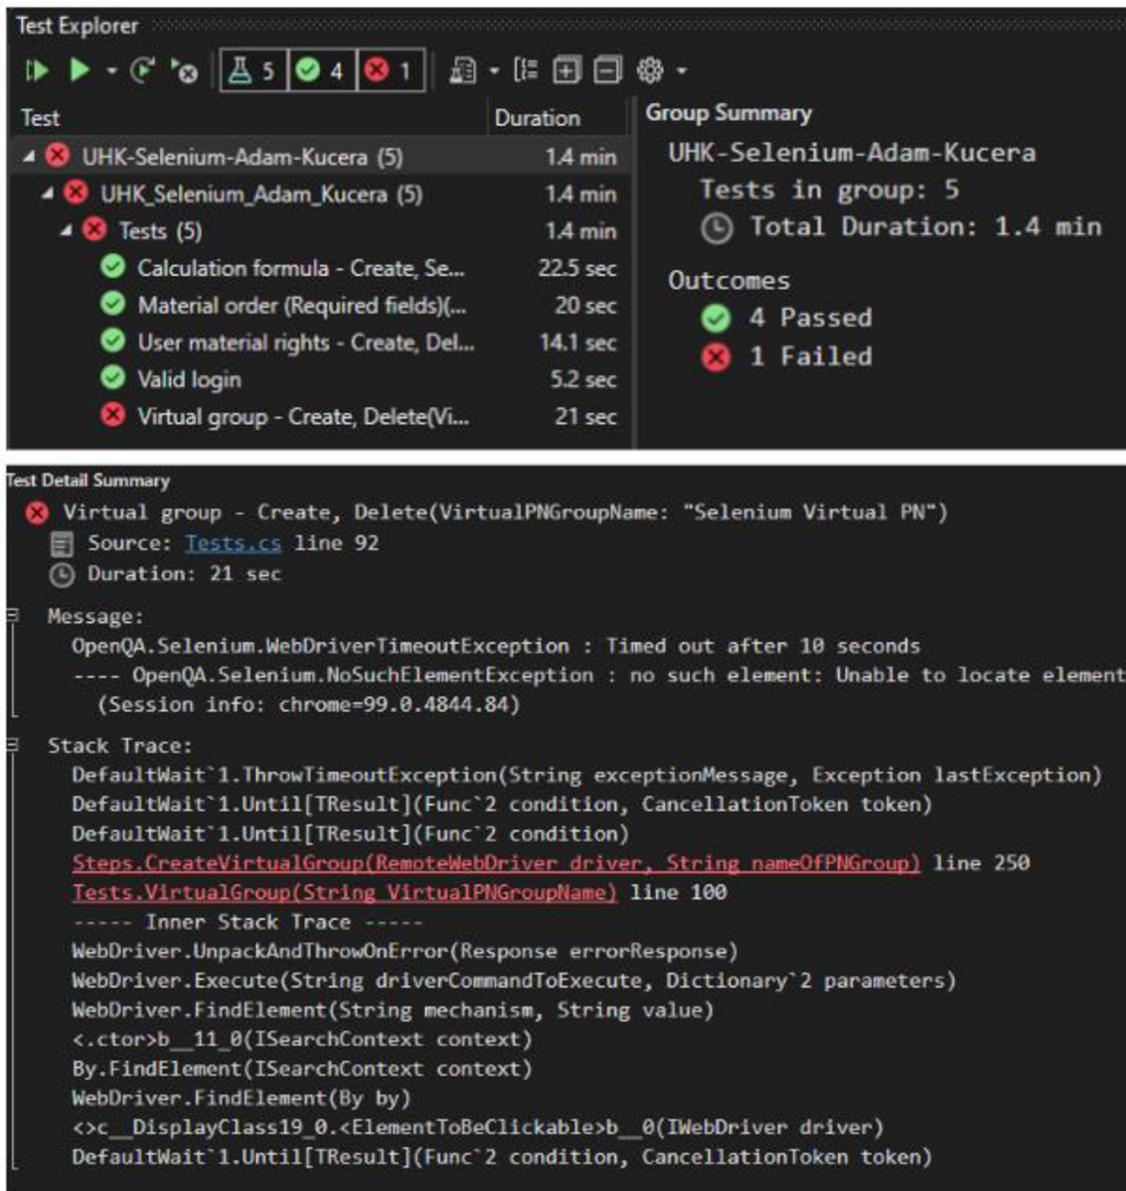 Test Explorer
5 4 1
Test Duration
UHK-Selenium-Adam-Kucera (5) 1.4 min
UHK_Selenium_Adam_Kucera (5) 1.4 min
Tests (5) 1.4 min
Calculation formula - Create, Se... 22.5 sec
Material order (Required fields)(... 20 sec
User material rights - Create, Del... 14.1 sec
Valid login 5.2 sec
Virtual group - Create, Delete(Vi... 21 sec
Group Summary
UHK-Selenium-Adam-Kucera
Tests in group: 5
Total Duration: 1.4 min
Outcomes
4 Passed
1 Failed
Test Detail Summary
Virtual group - Create, Delete(VirtualPNGroupName: "Selenium Virtual PN")
Source: Tests.cs line 92
Duration: 21 sec
Message:
OpenQA.Selenium.WebDriverTimeoutException : Timed out after 10 seconds
---- OpenQA.Selenium.NoSuchElementException : no such element: Unable to locate element
(Session info: chrome=99.0.4844.84)
Stack Trace:
DefaultWait`1.ThrowTimeoutException(String exceptionMessage, Exception lastException)
DefaultWait`1.Until[TResult](Func`2 condition, CancellationToken token)
DefaultWait`1.Until[TResult](Func`2 condition)
Steps.CreateVirtualGroup(RemoteWebDriver driver, String nameOfPNGroup) line 250
Tests.VirtualGroup(String VirtualPNGroupName) line 100
----- Inner Stack Trace -----
WebDriver.UnpackAndThrowOnError(Response errorResponse)
WebDriver.Execute(String driverCommandToExecute, Dictionary`2 parameters)
WebDriver.FindElement(String mechanism, String value)
<.ctor>b__11_0(ISearchContext context)
By.FindElement(ISearchContext context)
WebDriver.FindElement(By by)
<>c__DisplayClass19_0.<ElementToBeClickable>b__0(IWebDriver driver)
DefaultWait`1.Until[TResult](Func`2 condition, CancellationToken token)